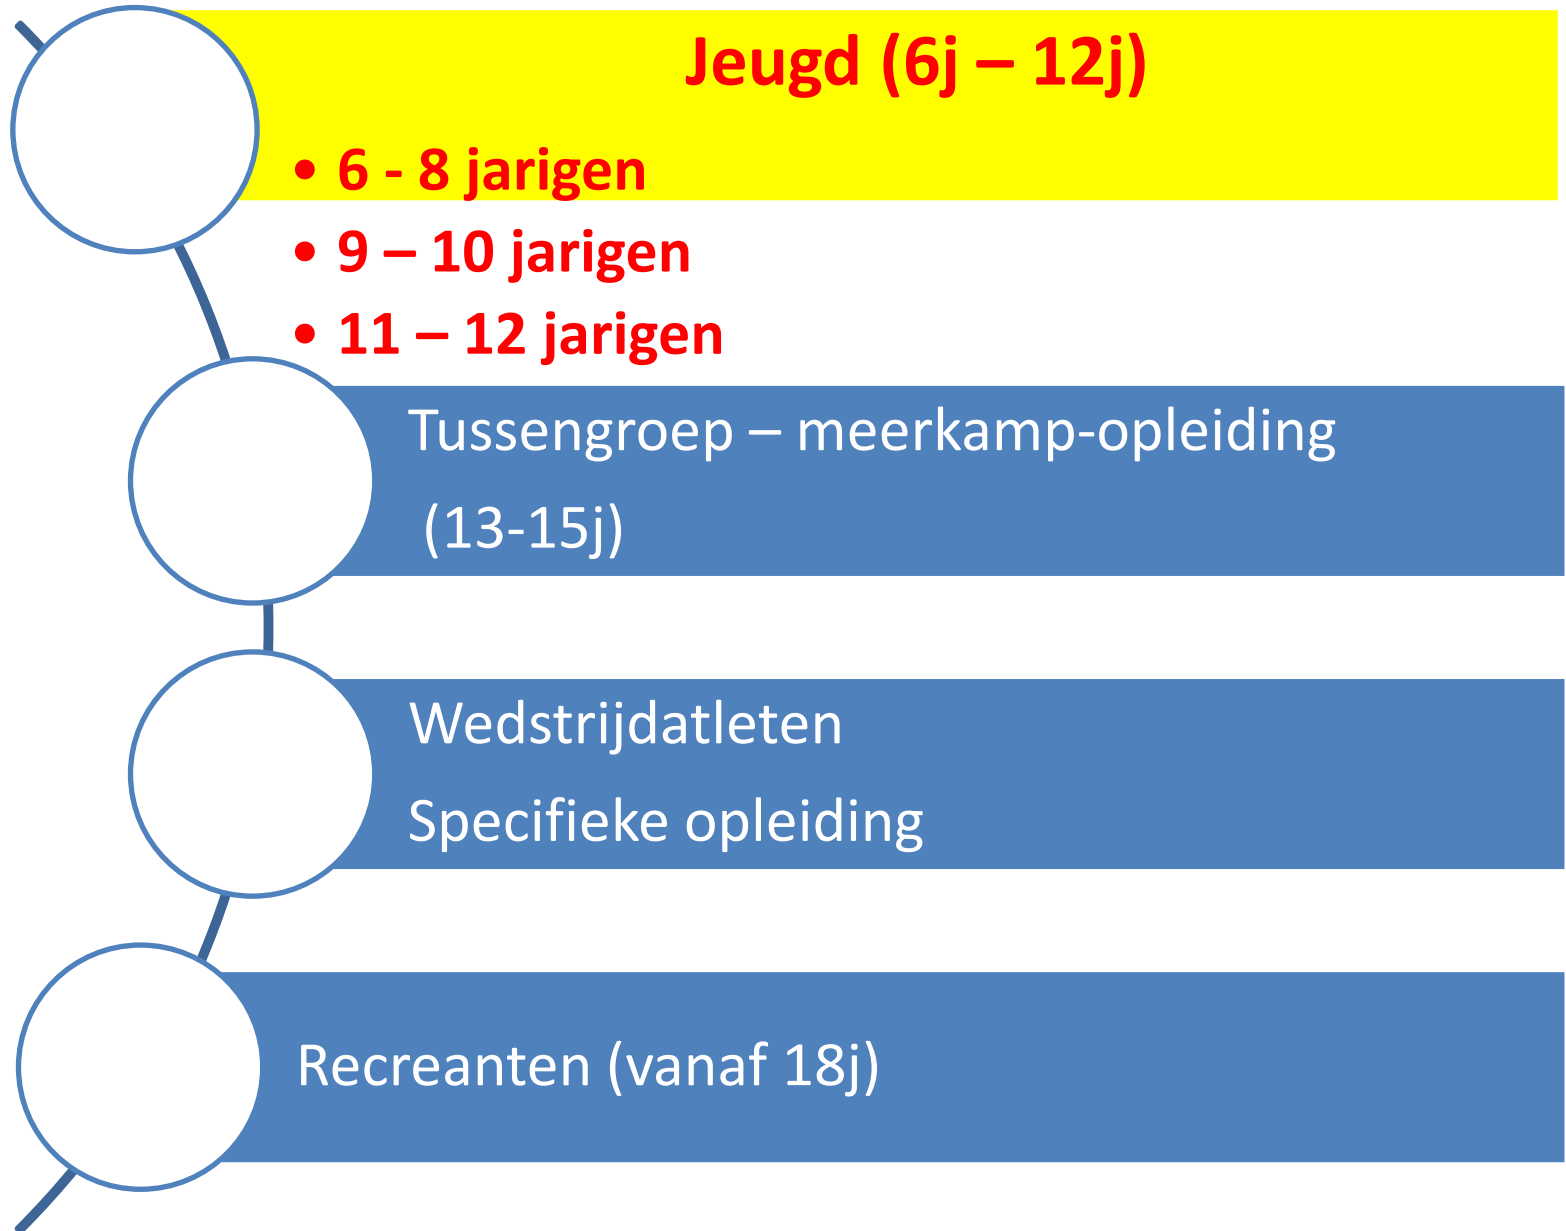 Jeugd (6j – 12j)
• 6 - 8 jarigen
• 9 – 10 jarigen
• 11 – 12 jarigen
Tussengroep – meerkamp-opleiding
(13-15j)
Wedstrijdatleten
Specifieke opleiding
Recreanten (vanaf 18j)